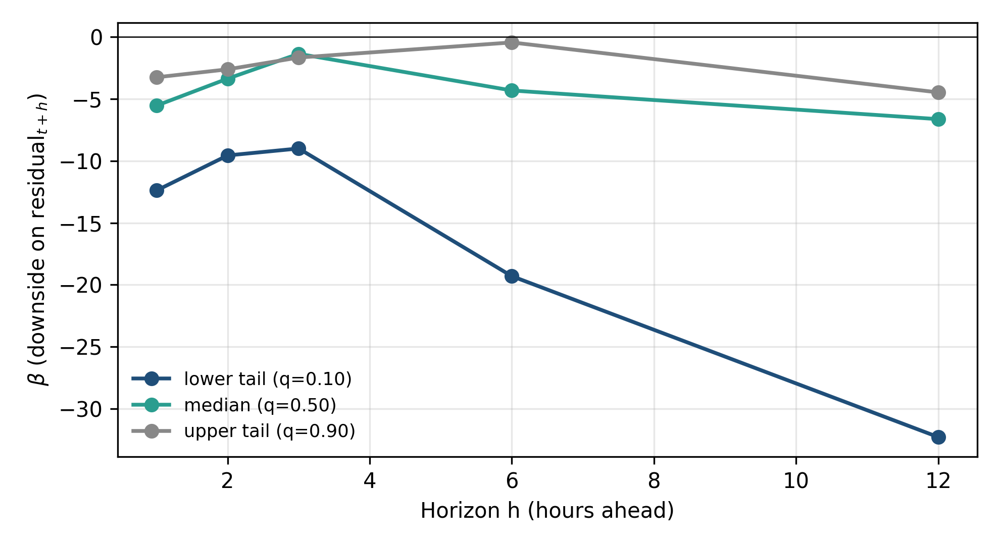 0
−5
−10
−15
−20
−25
−30
β (downside on residual_{t+h})
lower tail (q=0.10)
median (q=0.50)
upper tail (q=0.90)
2 4 6 8 10 12
Horizon h (hours ahead)